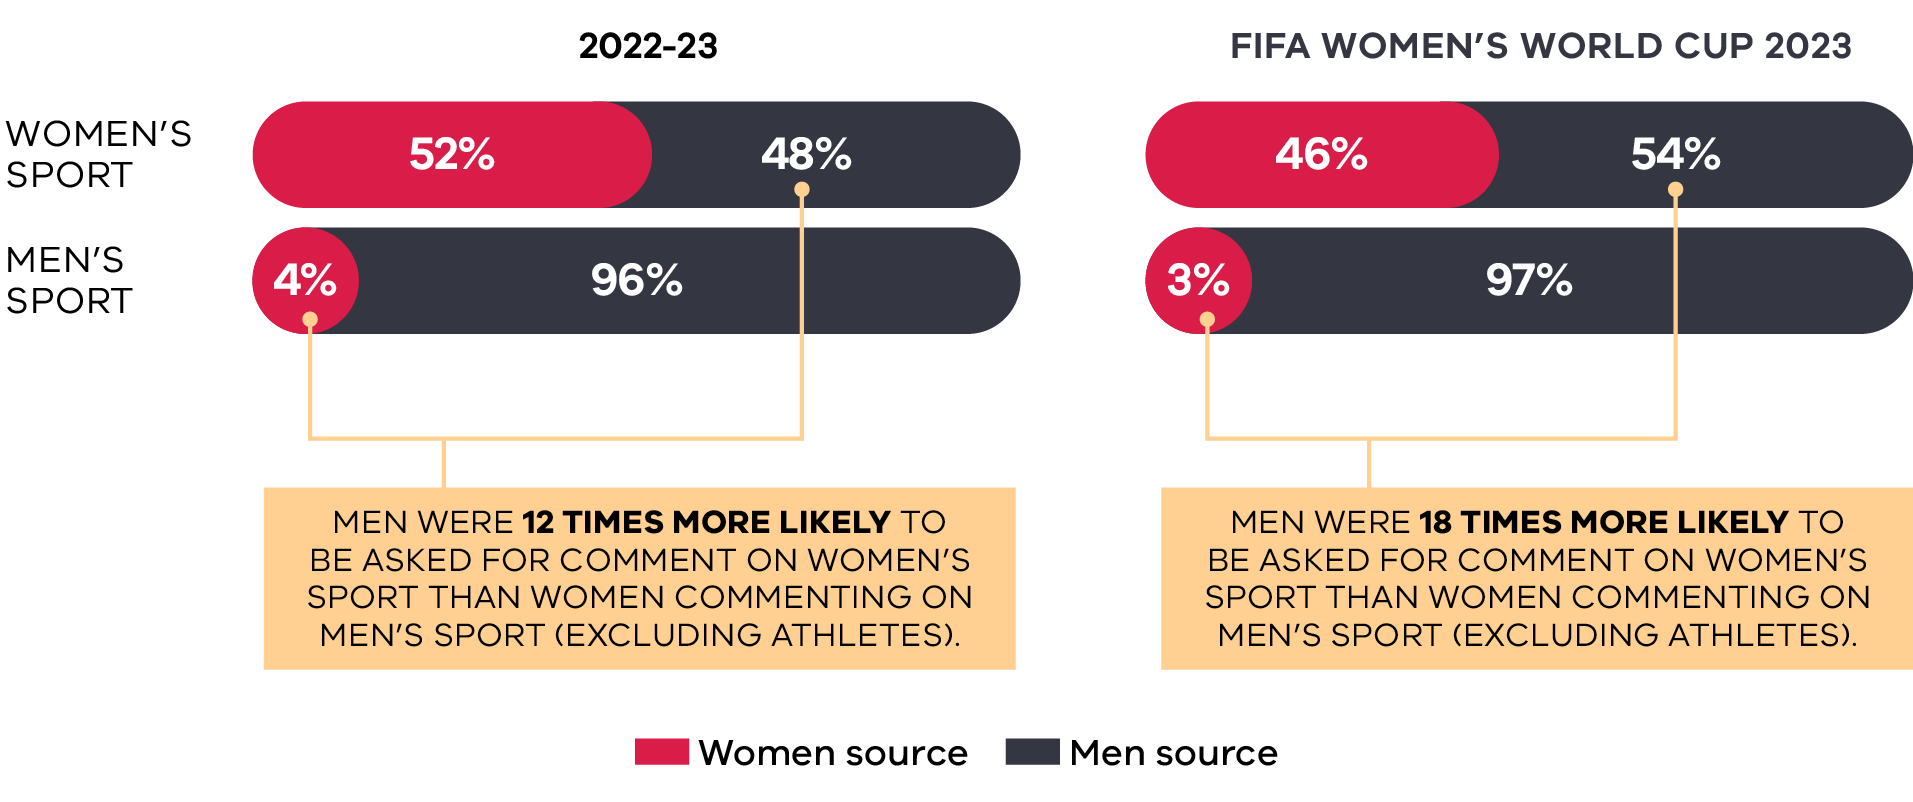 2022-23
FIFA WOMEN'S WORLD CUP 2023
WOMEN'S
SPORT
52%
48%
46%
54%
MEN'S
SPORT
4%
96%
3%
97%
MEN WERE 12 TIMES MORE LIKELY TO
BE ASKED FOR COMMENT ON WOMEN'S
SPORT THAN WOMEN COMMENTING ON
MEN'S SPORT (EXCLUDING ATHLETES).
MEN WERE 18 TIMES MORE LIKELY TO
BE ASKED FOR COMMENT ON WOMEN'S
SPORT THAN WOMEN COMMENTING ON
MEN'S SPORT (EXCLUDING ATHLETES).
Women source
Men source